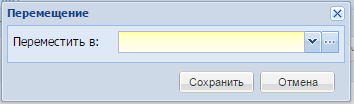 Перемещение
Переместить в:
Сохранить Отмена